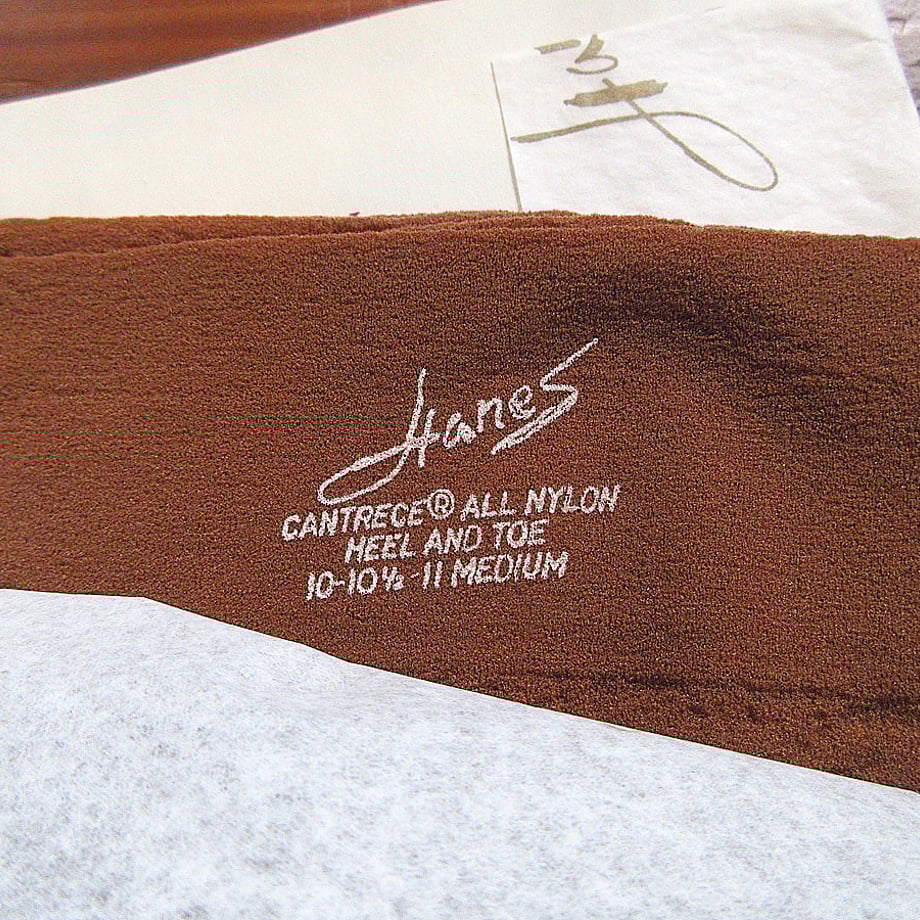 Hanes
CANTRECE® ALL NYLON
HEEL AND TOE
10-10½-11 MEDIUM